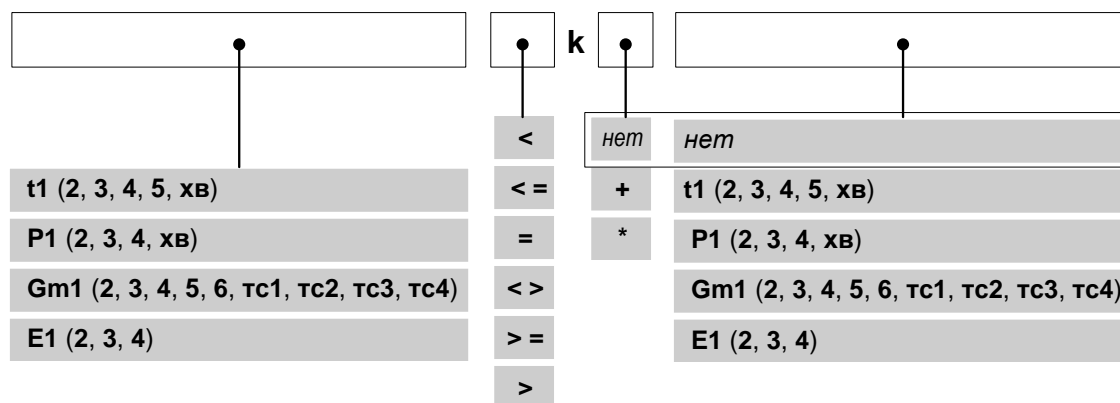 k
< нет нет
t1 (2, 3, 4, 5, хв) < = + t1 (2, 3, 4, 5, хв)
P1 (2, 3, 4, хв) = * P1 (2, 3, 4, хв)
Gm1 (2, 3, 4, 5, 6, тс1, тс2, тс3, тс4) < > Gm1 (2, 3, 4, 5, 6, тс1, тс2, тс3, тс4)
E1 (2, 3, 4) > = E1 (2, 3, 4)
>